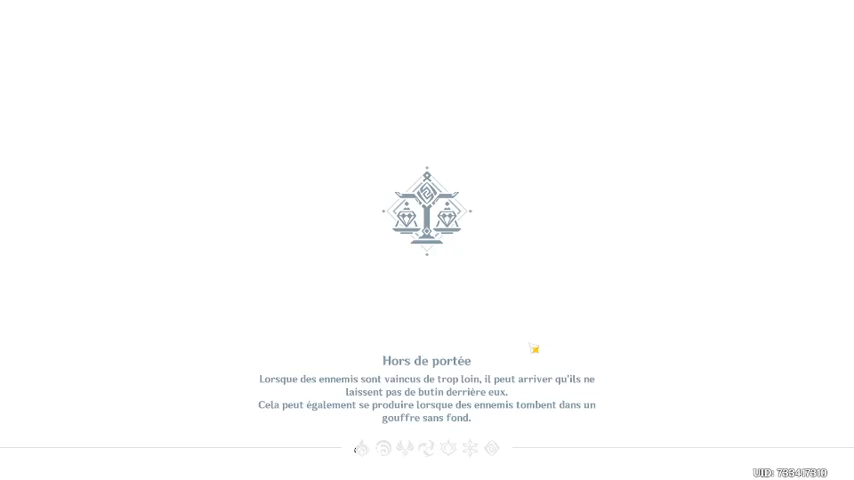 Hors de portée
Lorsque des ennemis sont vaincus de trop loin, il peut arriver qu'ils ne
laissent pas de butin derrière eux.
Cela peut également se produire lorsque des ennemis tombent dans un
gouffre sans fond.
UID: 733417310